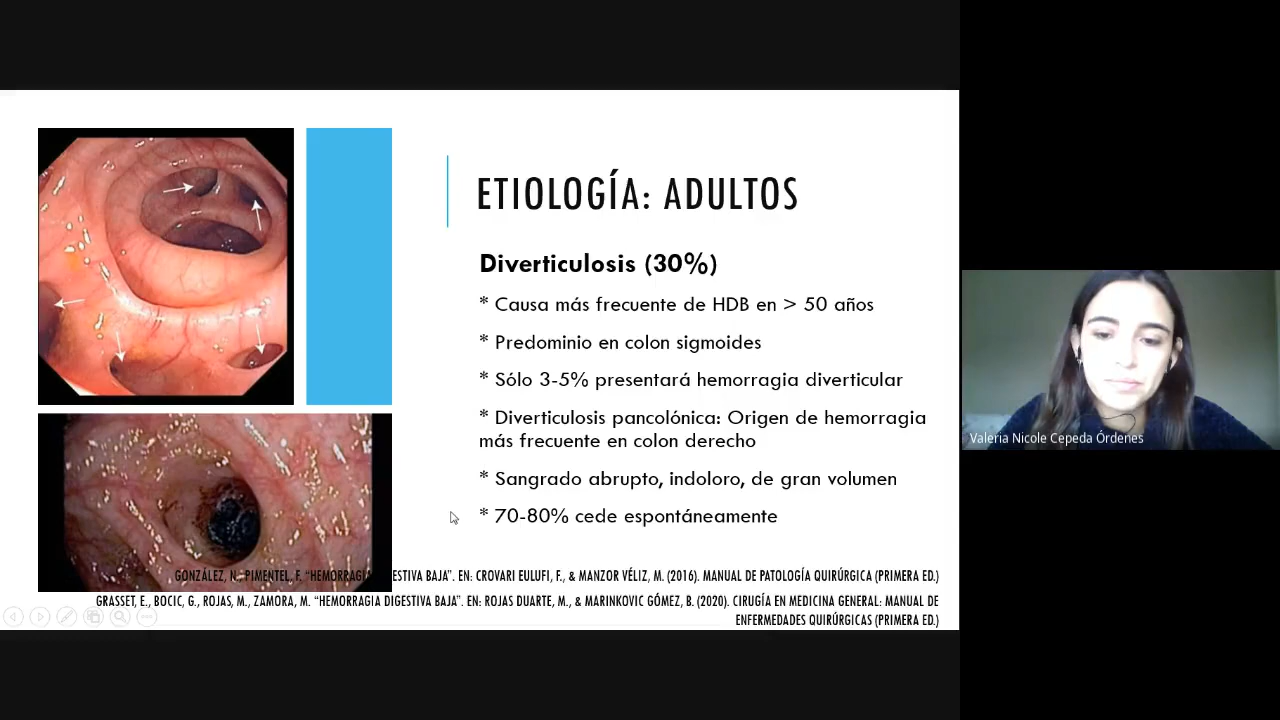 ETIOLOGÍA: ADULTOS
Diverticulosis (30%)
* Causa más frecuente de HDB en > 50 años
* Predominio en colon sigmoides
* Sólo 3-5% presentará hemorragia diverticular
* Diverticulosis pancolónica: Origen de hemorragia
más frecuente en colon derecho
* Sangrado abrupto, indoloro, de gran volumen
* 70-80% cede espontáneamente
GONZÁLEZ, N., PIMENTEL, F. "HEMORRAGIA DIGESTIVA BAJA". EN: CROVARI EULUFI, F., & MANZOR VÉLIZ, M. (2016). MANUAL DE PATOLOGÍA QUIRÚRGICA (PRIMERA ED.)
GRASSET, E., BOCIC, G., ROJAS, M., ZAMORA, M. "HEMORRAGIA DIGESTIVA BAJA". EN: ROJAS DUARTE, M., & MARINKOVIC GÓMEZ, B. (2020). CIRUGÍA EN MEDICINA GENERAL: MANUAL DE
ENFERMEDADES QUIRÚRGICAS (PRIMERA ED.)
Valeria Nicole Cepeda Órdenes